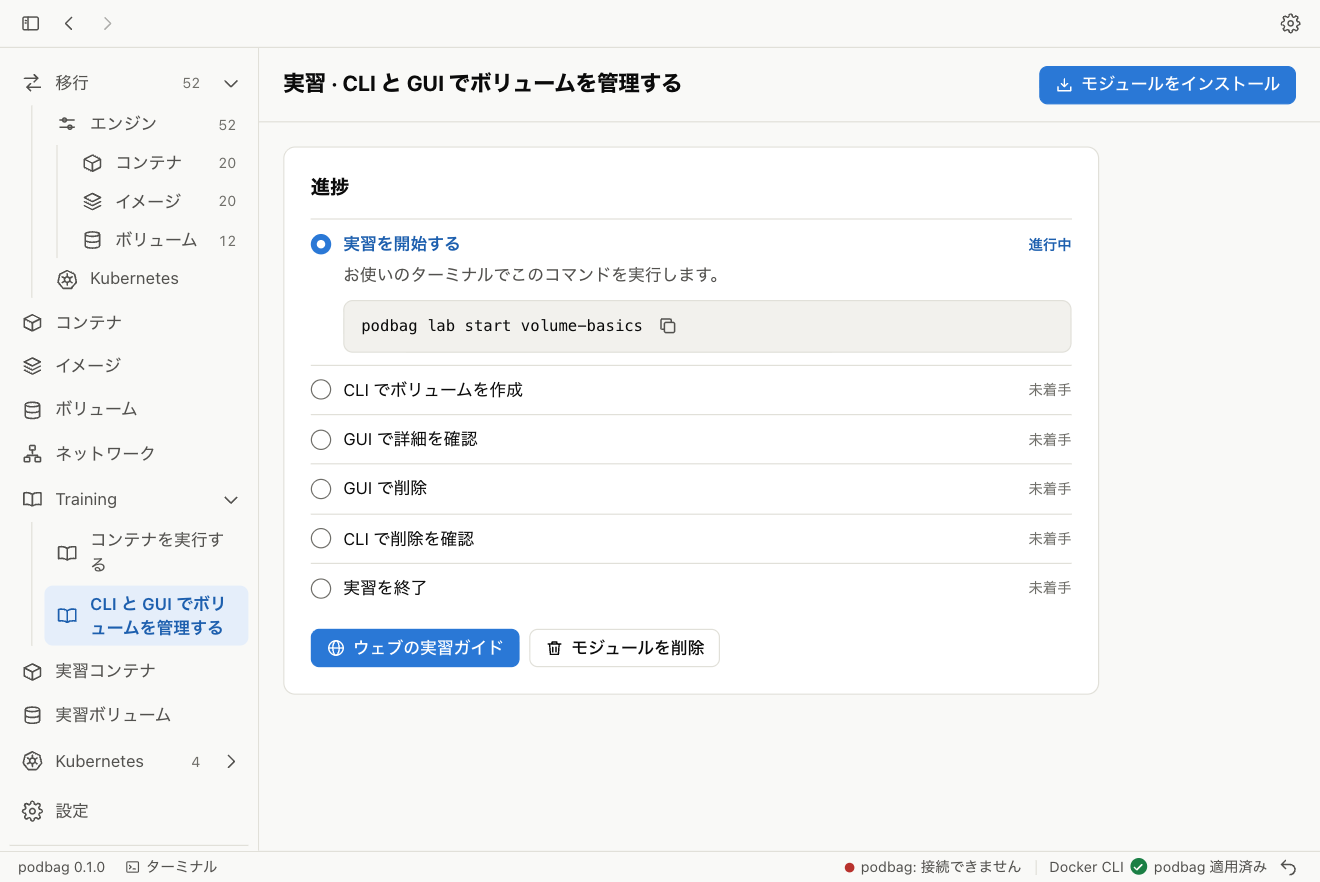 移行 52
エンジン 52
コンテナ 20
イメージ 20
ボリューム 12
Kubernetes
コンテナ
イメージ
ボリューム
ネットワーク
Training
コンテナを実行す
る
CLI と GUI でボリ
ュームを管理する
実習コンテナ
実習ボリューム
Kubernetes 4
設定
実習 · CLI と GUI でボリュームを管理する
モジュールをインストール
進捗
実習を開始する 進行中
お使いのターミナルでこのコマンドを実行します。
podbag lab start volume-basics
CLI でボリュームを作成 未着手
GUI で詳細を確認 未着手
GUI で削除 未着手
CLI で削除を確認 未着手
実習を終了 未着手
ウェブの実習ガイド モジュールを削除
podbag 0.1.0 ターミナル podbag: 接続できません Docker CLI podbag 適用済み